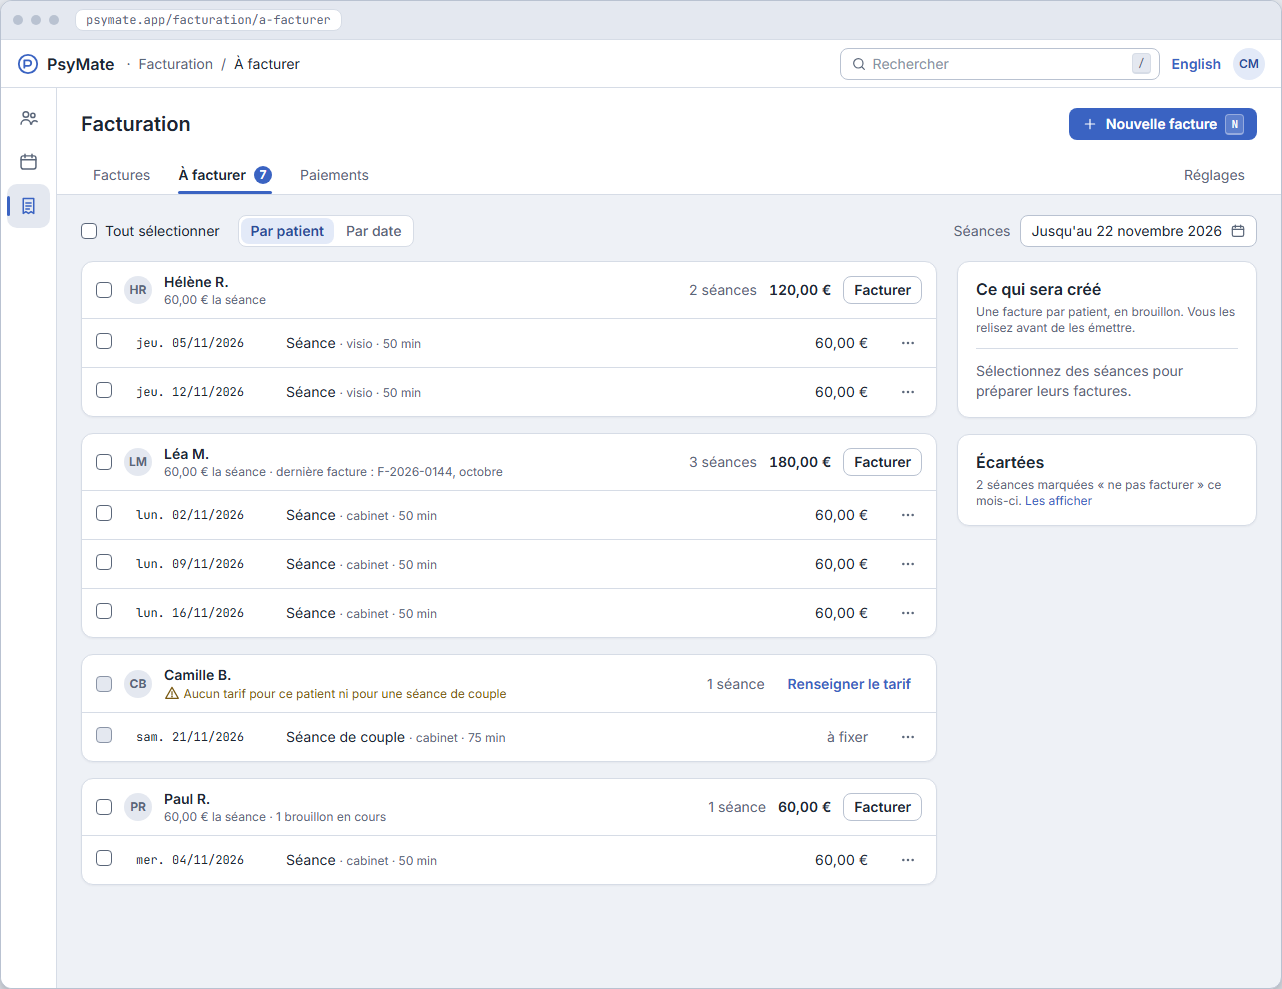 psymate.app/facturation/a-facturer
PsyMate · Facturation / À facturer
Rechercher /
English
CM
Facturation
+ Nouvelle facture N
Factures
À facturer 7
Paiements
Réglages
Tout sélectionner
Par patient
Par date
Séances
Jusqu'au 22 novembre 2026
HR
Hélène R.
60,00 € la séance
2 séances 120,00 € Facturer
jeu. 05/11/2026 Séance · visio · 50 min 60,00 € ···
jeu. 12/11/2026 Séance · visio · 50 min 60,00 € ···
LM
Léa M.
60,00 € la séance · dernière facture : F-2026-0144, octobre
3 séances 180,00 € Facturer
lun. 02/11/2026 Séance · cabinet · 50 min 60,00 € ···
lun. 09/11/2026 Séance · cabinet · 50 min 60,00 € ···
lun. 16/11/2026 Séance · cabinet · 50 min 60,00 € ···
CB
Camille B.
Aucun tarif pour ce patient ni pour une séance de couple
1 séance Renseigner le tarif
sam. 21/11/2026 Séance de couple · cabinet · 75 min à fixer ···
PR
Paul R.
60,00 € la séance · 1 brouillon en cours
1 séance 60,00 € Facturer
mer. 04/11/2026 Séance · cabinet · 50 min 60,00 € ···
Ce qui sera créé
Une facture par patient, en brouillon. Vous les
relisez avant de les émettre.
Sélectionnez des séances pour
préparer leurs factures.
Écartées
2 séances marquées « ne pas facturer » ce
mois-ci. Les afficher